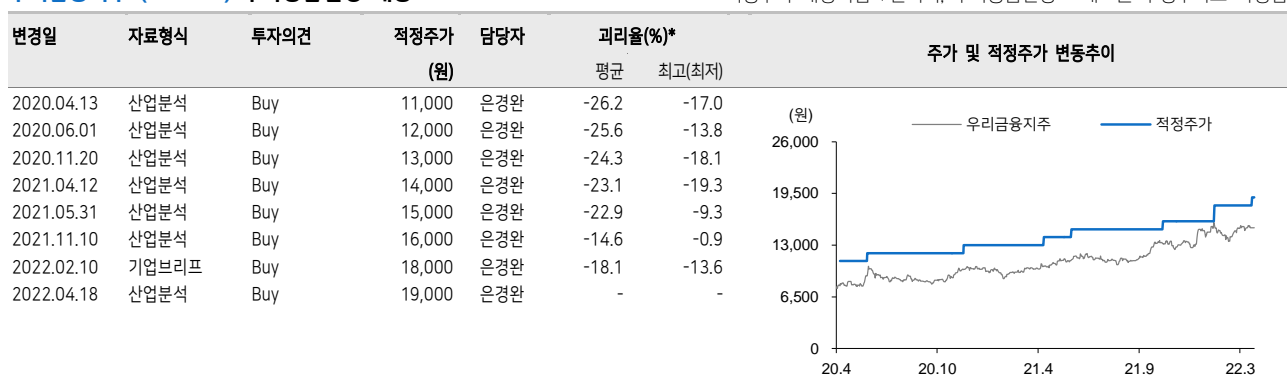 변경일 자료형식 투자의견 적정주가 담당자 괴리율(%)* 주가 및 적정주가 변동추이
(원) 평균 최고(최저)
2020.04.13 산업분석 Buy 11,000 은경완 -26.2 -17.0
2020.06.01 산업분석 Buy 12,000 은경완 -25.6 -13.8
2020.11.20 산업분석 Buy 13,000 은경완 -24.3 -18.1
2021.04.12 산업분석 Buy 14,000 은경완 -23.1 -19.3
2021.05.31 산업분석 Buy 15,000 은경완 -22.9 -9.3
2021.11.10 산업분석 Buy 16,000 은경완 -14.6 -0.9
2022.02.10 기업브리프 Buy 18,000 은경완 -18.1 -13.6
2022.04.18 산업분석 Buy 19,000 은경완 - -
(원)
우리금융지주 적정주가
26,000
19,500
13,000
6,500
0
20.4 20.10 21.4 21.9 22.3